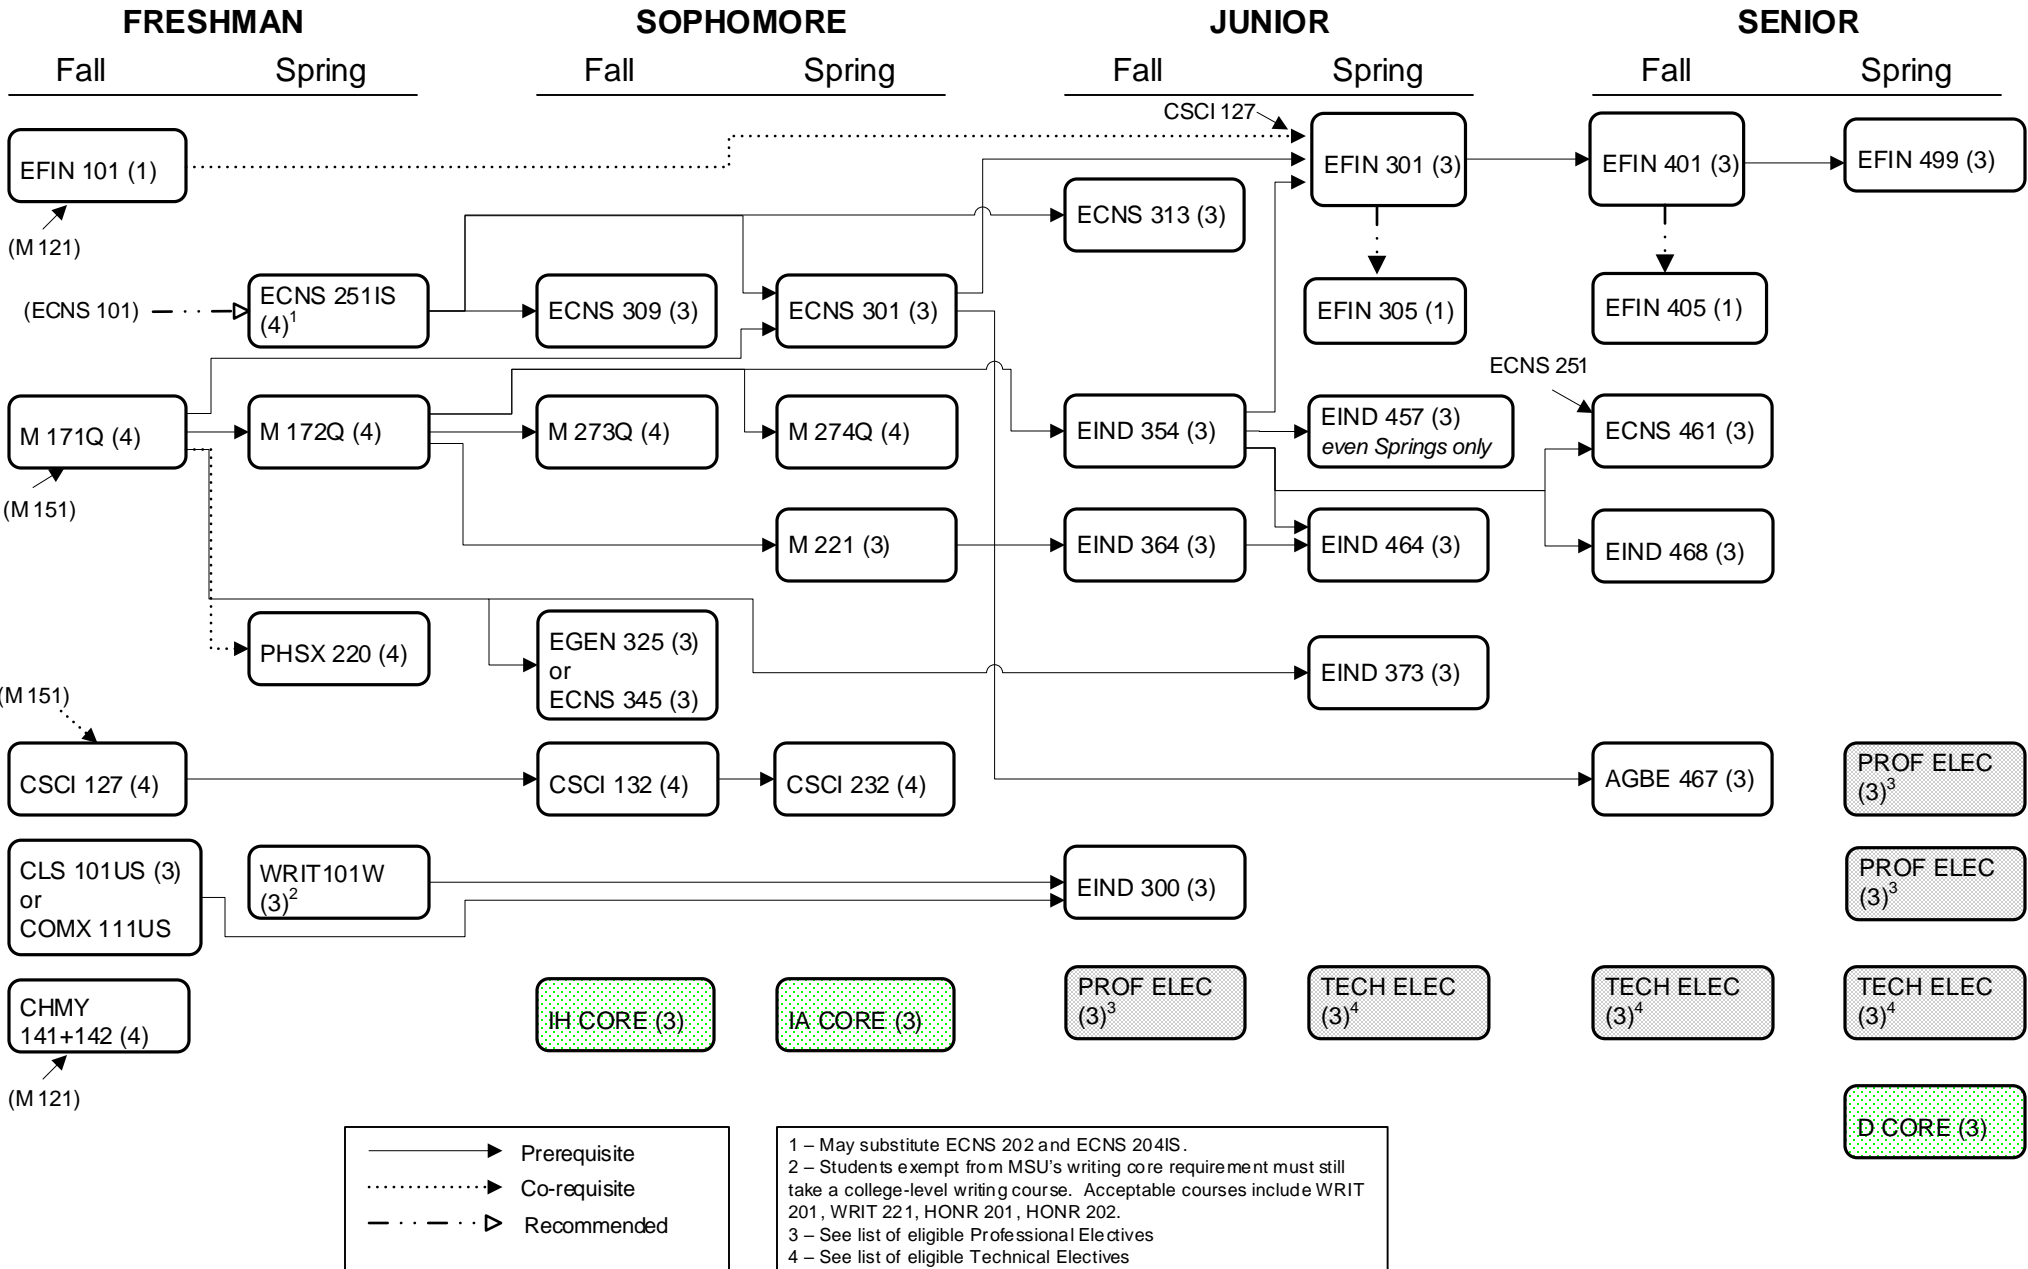 FRESHMAN
SOPHOMORE
JUNIOR
SENIOR
Fall
Spring
Fall
Spring
Fall
Spring
Fall
Spring
CSCI 127
EFIN 101 (1)
EFIN 301 (3)
EFIN 401 (3)
EFIN 499 (3)
ECNS 313 (3)
(M 121)
(ECNS 101)
ECNS 251IS
(4)1
ECNS 309 (3)
ECNS 301 (3)
EFIN 305 (1)
EFIN 405 (1)
ECNS 251
M 171Q (4)
M 172Q (4)
M 273Q (4)
M 274Q (4)
EIND 354 (3)
EIND 457 (3)
even Springs only
ECNS 461 (3)
(M 151)
M 221 (3)
EIND 364 (3)
EIND 464 (3)
EIND 468 (3)
PHSX 220 (4)
EGEN 325 (3)
or
ECNS 345 (3)
EIND 373 (3)
(M 151)
CSCI 127 (4)
CSCI 132 (4)
CSCI 232 (4)
AGBE 467 (3)
PROF ELEC
(3)3
CLS 101US (3)
or
COMX 111US
WRIT101W
(3)2
EIND 300 (3)
PROF ELEC
(3)3
CHMY
141+142 (4)
IH CORE (3)
IA CORE (3)
PROF ELEC
(3)3
TECH ELEC
(3)4
TECH ELEC
(3)4
TECH ELEC
(3)4
(M 121)
D CORE (3)
Prerequisite
Co-requisite
Recommended
1 – May substitute ECNS 202 and ECNS 204IS.
2 – Students exempt from MSU's writing core requirement must still
take a college-level writing course. Acceptable courses include WRIT
201, WRIT 221, HONR 201, HONR 202.
3 – See list of eligible Professional Electives
4 – See list of eligible Technical Electives